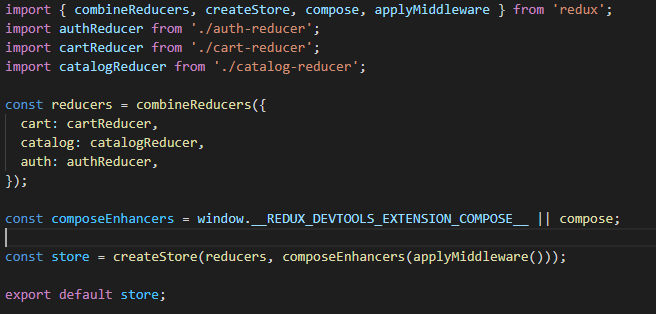 import { combineReducers, createStore, compose, applyMiddleware } from 'redux';
import authReducer from './auth-reducer';
import cartReducer from './cart-reducer';
import catalogReducer from './catalog-reducer';

const reducers = combineReducers({
  cart: cartReducer,
  catalog: catalogReducer,
  auth: authReducer,
});

const composeEnhancers = window.__REDUX_DEVTOOLS_EXTENSION_COMPOSE__ || compose;

const store = createStore(reducers, composeEnhancers(applyMiddleware()));

export default store;